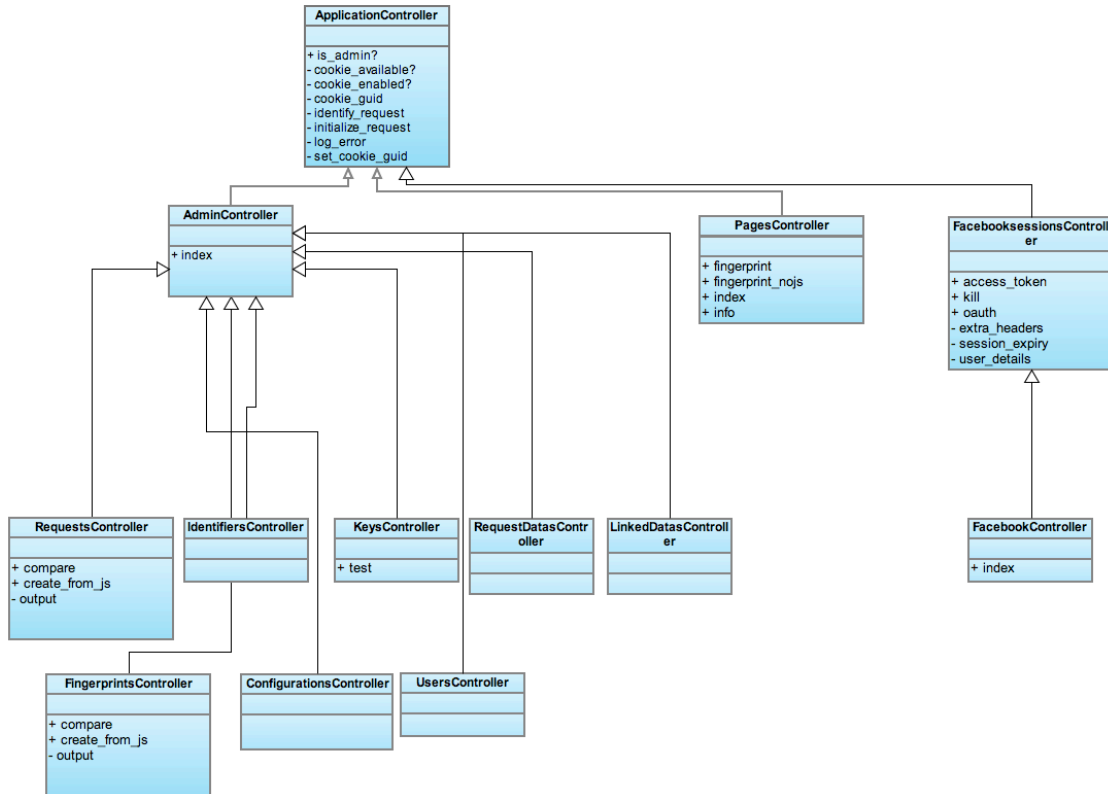 ApplicationController
+ is_admin?
- cookie_available?
- cookie_enabled?
- cookie_guid
- identify_request
- initialize_request
- log_error
- set_cookie_guid
AdminController
+ index
PagesController
+ fingerprint
+ fingerprint_nojs
+ index
+ info
FacebooksessionsControll
er
+ access_token
+ kill
+ oauth
- extra_headers
- session_expiry
- user_details
RequestsController
+ compare
+ create_from_js
- output
IdentifiersController
KeysController
+ test
RequestDatasContr
oller
LinkedDatasControll
er
FacebookController
+ index
FingerprintsController
+ compare
+ create_from_js
- output
ConfigurationsController
UsersController